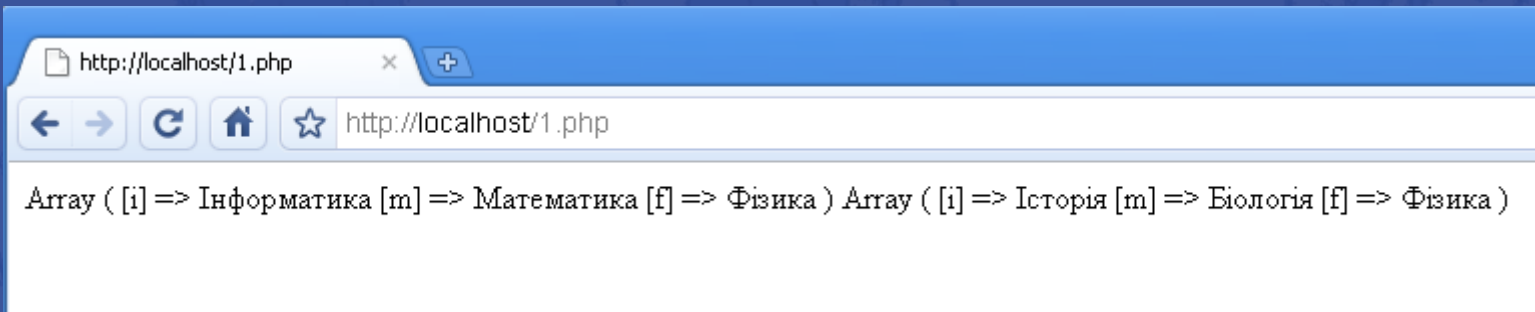 http://localhost/1.php
http://localhost/1.php
Array ( [i] => Інформатика [m] => Математика [f] => Фізика ) Array ( [i] => Історія [m] => Біологія [f] => Фізика )